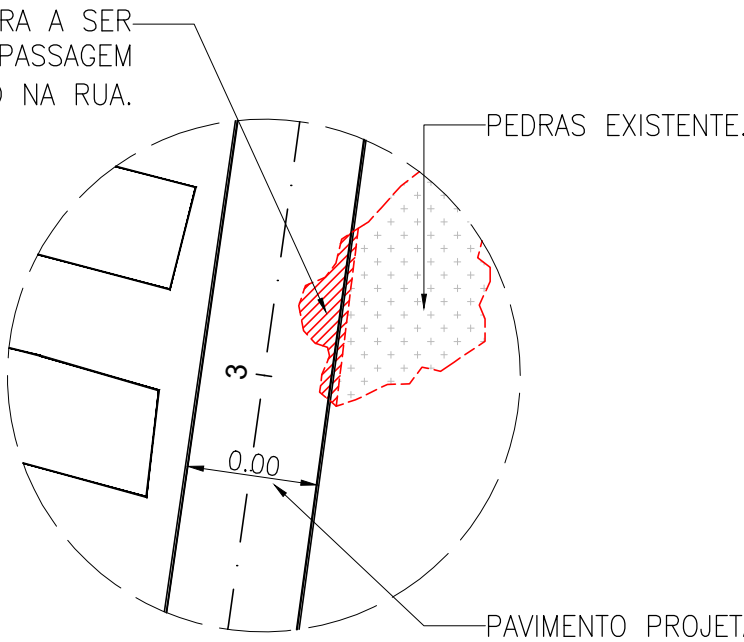 RA A SER
PASSAGEM
O NA RUA.
PEDRAS EXISTENTE.
3
0.00
PAVIMENTO PROJET